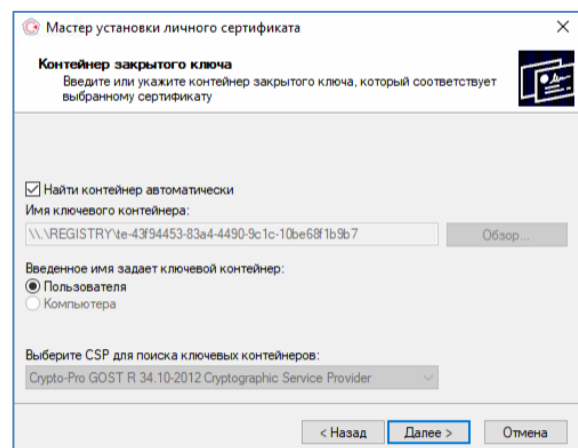 Мастер установки личного сертификата
Контейнер закрытого ключа
Введите или укажите контейнер закрытого ключа, который соответствует
выбранному сертификату
Найти контейнер автоматически
Имя ключевого контейнера:
\\.\REGISTRY\te-43f94453-83a4-4490-9c1c-10be68f1b9b7
Обзор...
Введенное имя задает ключевой контейнер:
Пользователя
Компьютера
Выберите CSP для поиска ключевых контейнеров:
Crypto-Pro GOST R 34.10-2012 Cryptographic Service Provider
< Назад
Далее >
Отмена